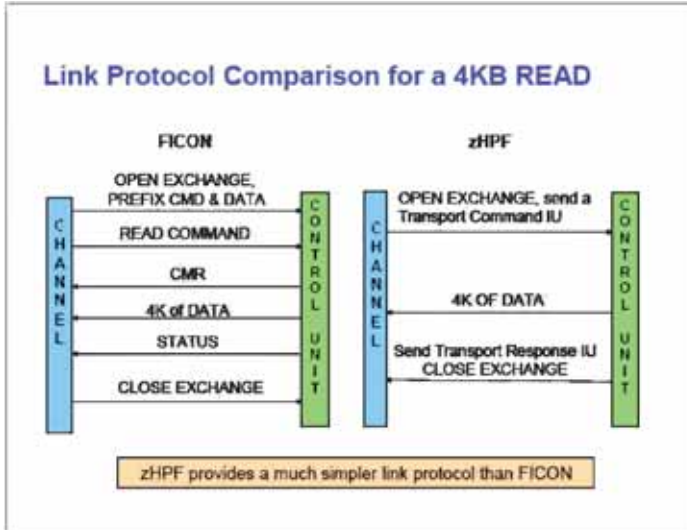 Link Protocol Comparison for a 4KB READ
FICON
OPEN EXCHANGE,
PREFIX CMD & DATA
READ COMMAND
CMR
4K of DATA
STATUS
CLOSE EXCHANGE
CHANNEL
CONTROL UNIT
zHPF
OPEN EXCHANGE, send a
Transport Command IU
4K OF DATA
Send Transport Response IU
CLOSE EXCHANGE
CHANNEL
CONTROL UNIT
zHPF provides a much simpler link protocol than FICON